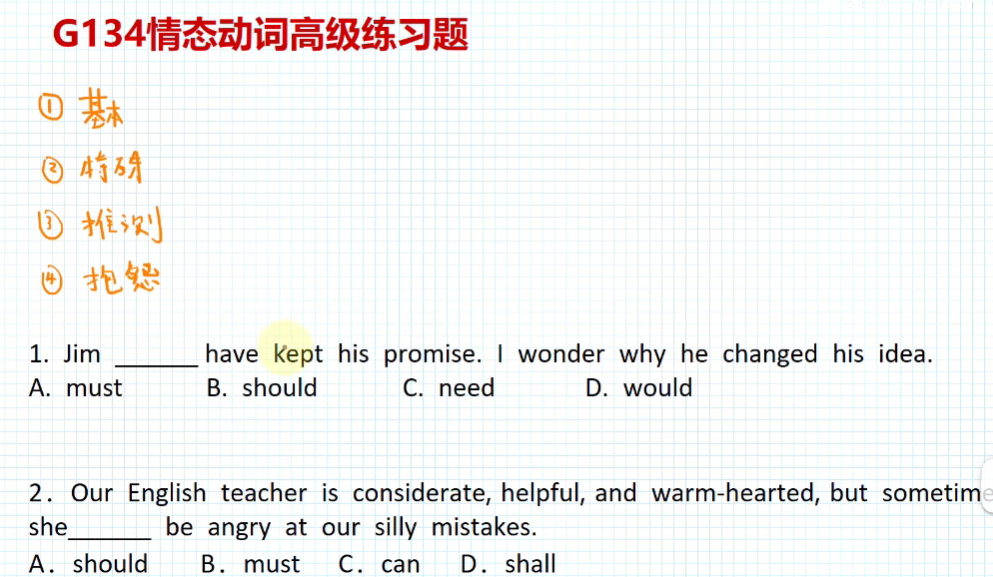 G134情态动词高级练习题
① 基本
② 特殊
③ 推测
④ 抱怨
1. Jim ______ have kept his promise. I wonder why he changed his idea.
A. must B. should C. need D. would
2. Our English teacher is considerate, helpful, and warm-hearted, but sometime
she______ be angry at our silly mistakes.
A. should B. must C. can D. shall